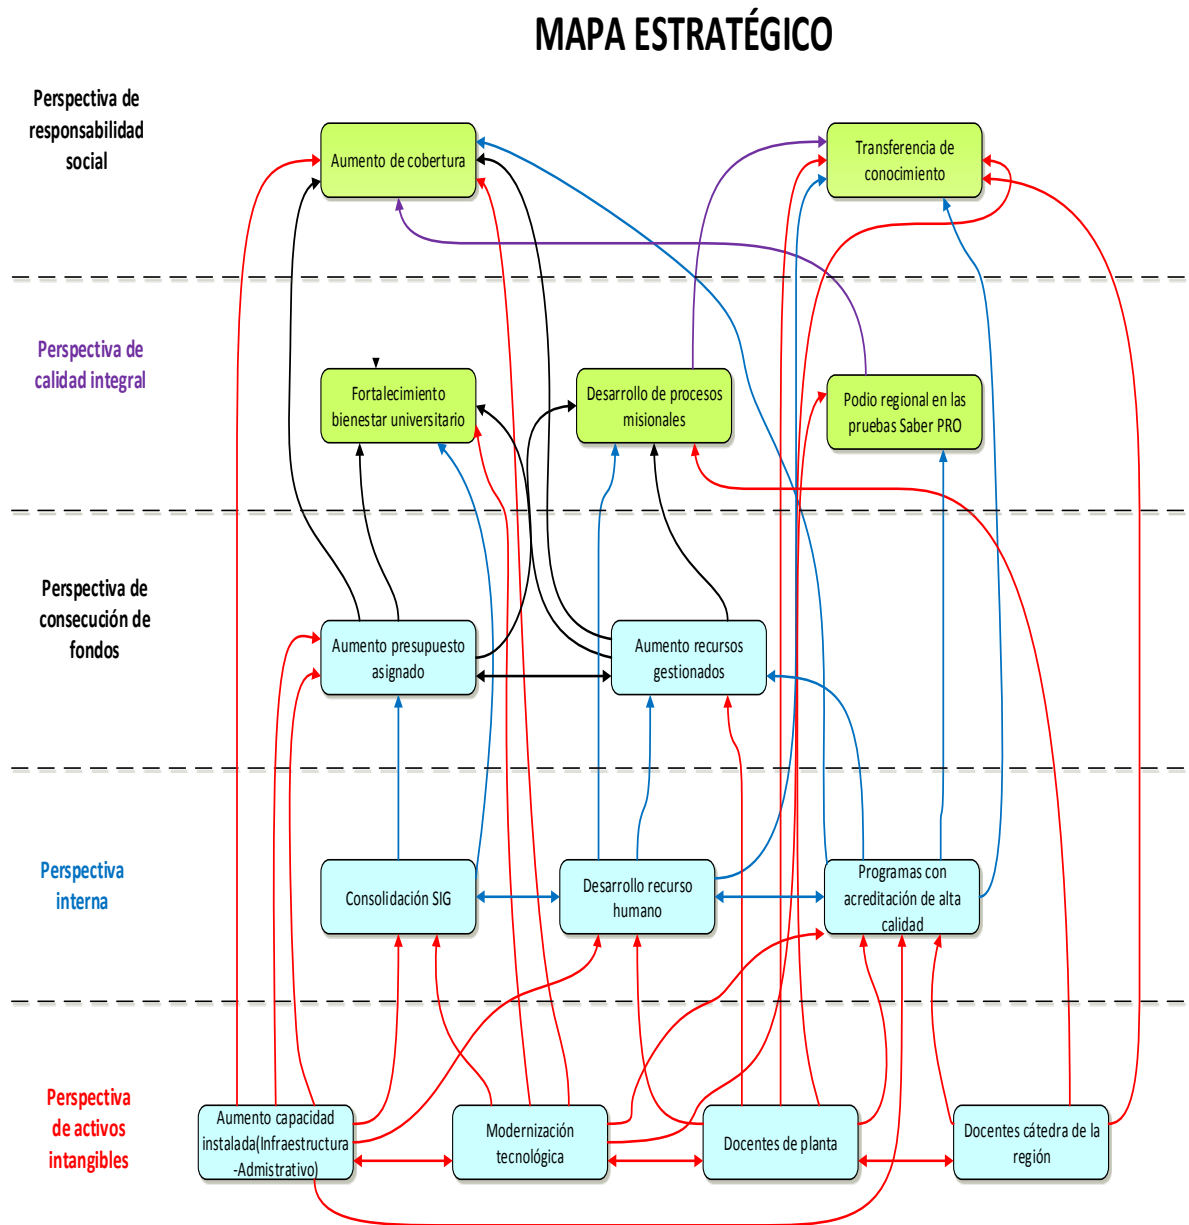 MAPA ESTRATÉGICO
Perspectiva de
responsabilidad
social
Aumento de cobertura
Transferencia de
conocimiento
Perspectiva de
calidad integral
Fortalecimiento
bienestar universitario
Desarrollo de procesos
misionales
Podio regional en las
pruebas Saber PRO
Perspectiva de
consecución de
fondos
Aumento presupuesto
asignado
Aumento recursos
gestionados
Perspectiva
interna
Consolidación SIG
Desarrollo recurso
humano
Programas con
acreditación de alta
calidad
Perspectiva
de activos
intangibles
Aumento capacidad
instalada(Infraestructura
-Admistrativo)
Modernización
tecnológica
Docentes de planta
Docentes cátedra de la
región